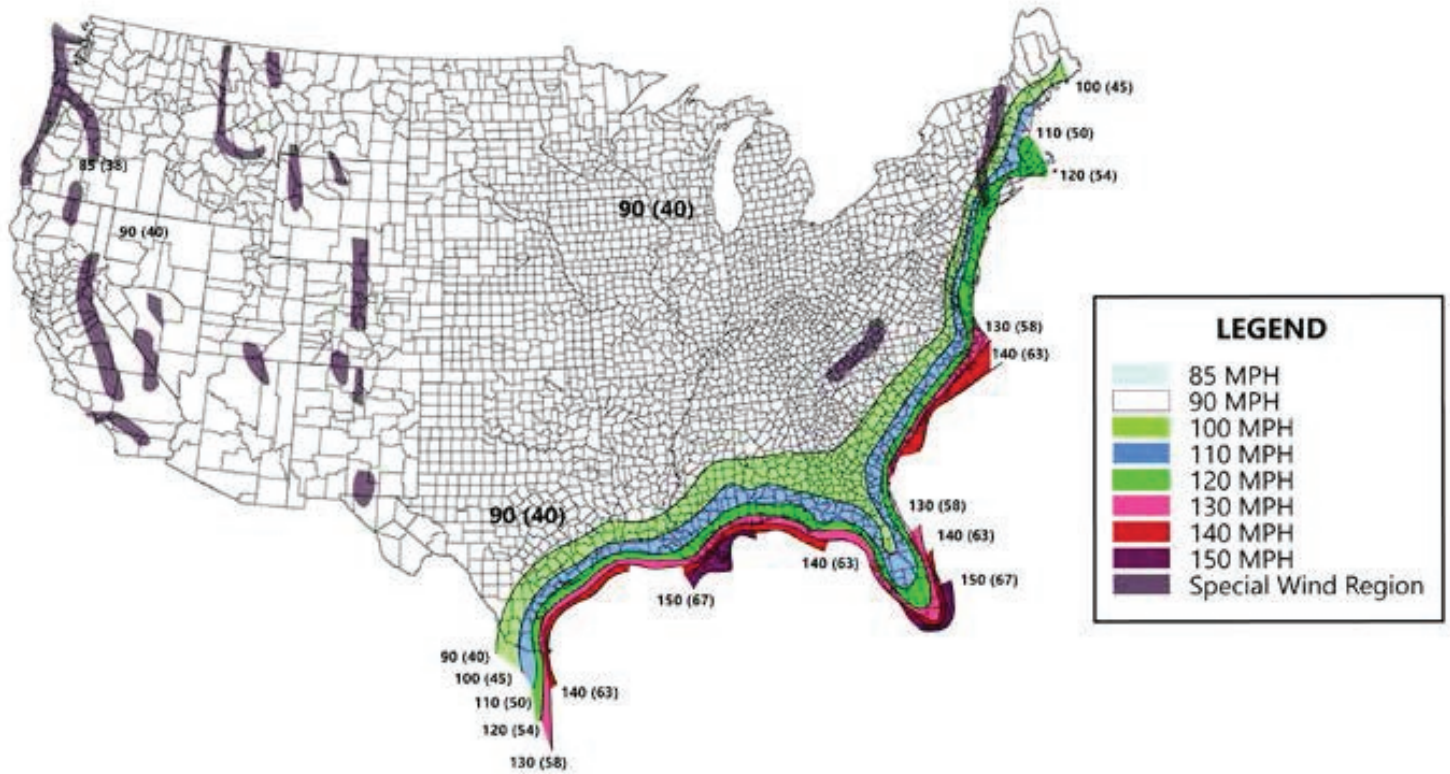 100 (45)
110 (50)
120 (54)
85 (38)
90 (40)
90 (40)
130 (58)
140 (63)
90 (40)
130 (58)
140 (63)
140 (63)
150 (67)
150 (67)
90 (40)
100 (45)
140 (63)
110 (50)
120 (54)
130 (58)
LEGEND
85 MPH
90 MPH
100 MPH
110 MPH
120 MPH
130 MPH
140 MPH
150 MPH
Special Wind Region